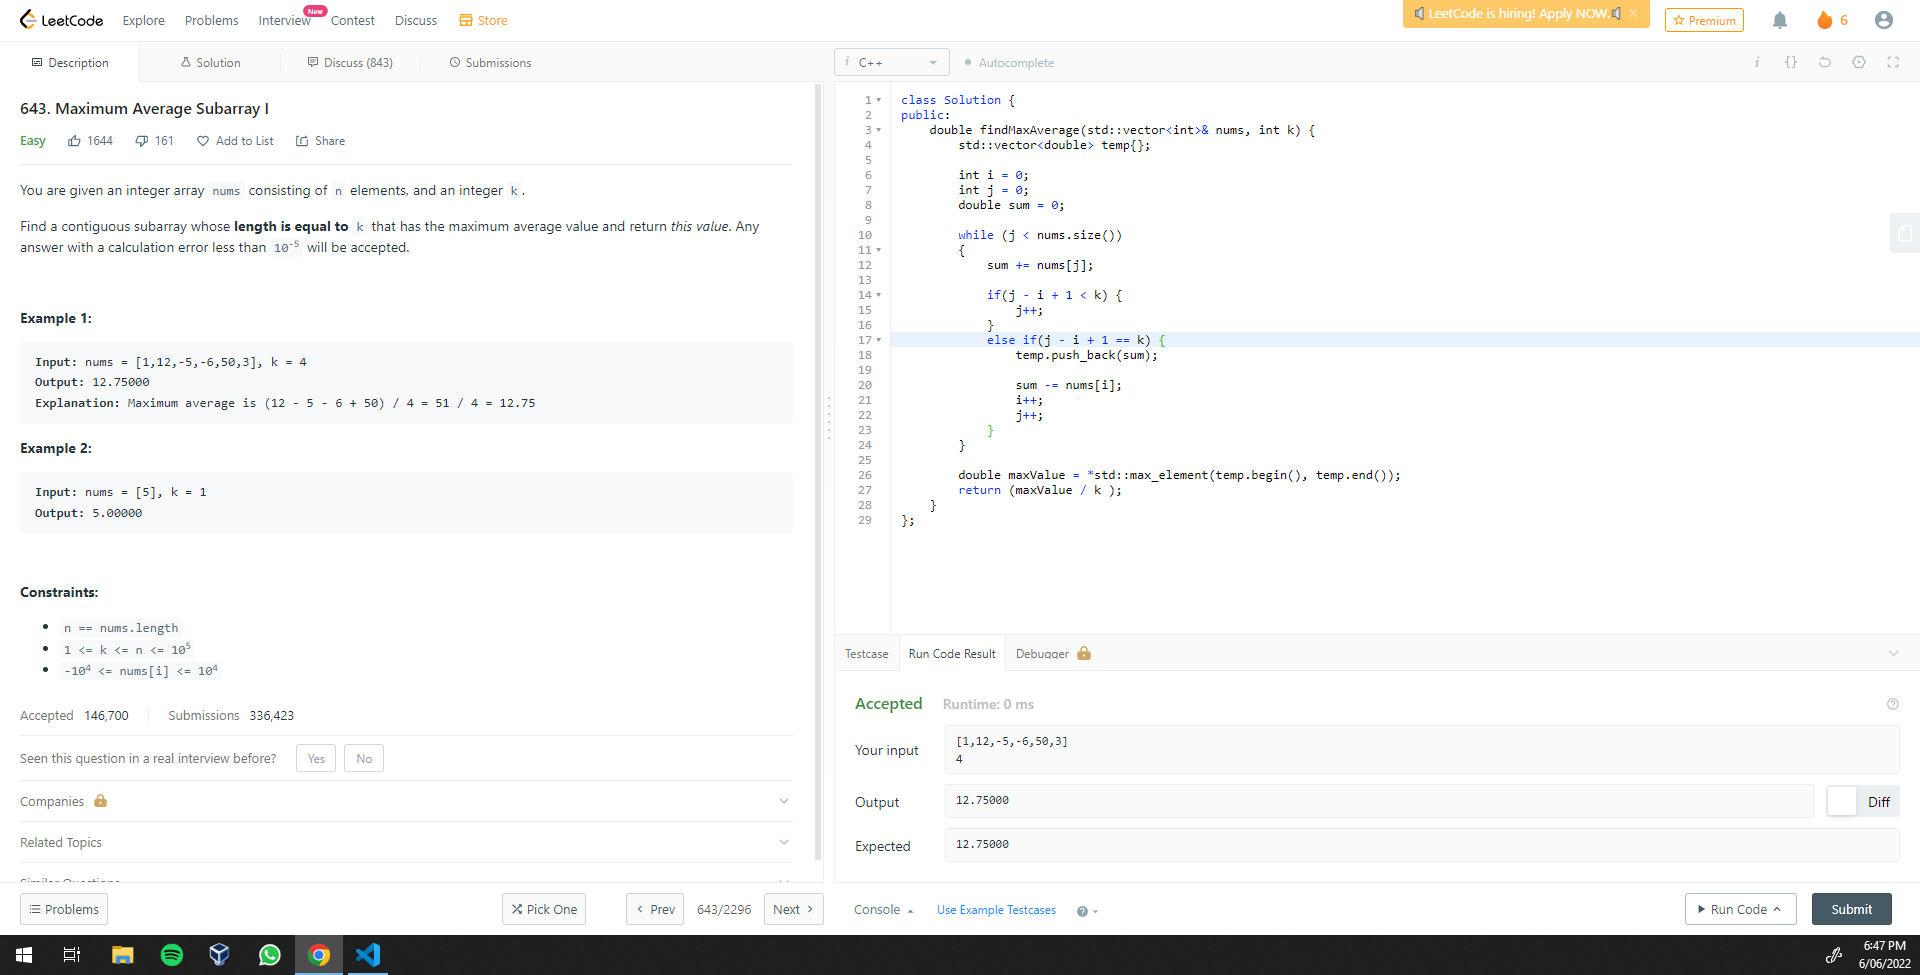 LeetCode
Explore
Problems
Interview
New
Contest
Discuss
Store
LeetCode is hiring! Apply NOW.
Premium
6
Description
Solution
Discuss (843)
Submissions
i C++
Autocomplete
643. Maximum Average Subarray I
Easy
1644
161
Add to List
Share
You are given an integer array nums consisting of n elements, and an integer k.
Find a contiguous subarray whose length is equal to k that has the maximum average value and return this value. Any
answer with a calculation error less than 10⁻⁵ will be accepted.
Example 1:
Input: nums = [1,12,-5,-6,50,3], k = 4
Output: 12.75000
Explanation: Maximum average is (12 - 5 - 6 + 50) / 4 = 51 / 4 = 12.75
Example 2:
Input: nums = [5], k = 1
Output: 5.00000
Constraints:
n == nums.length
1 <= k <= n <= 10⁵
-10⁴ <= nums[i] <= 10⁴
Accepted 146,700
Submissions 336,423
Seen this question in a real interview before?
Yes
No
Companies
Related Topics
Problems
Pick One
Prev
643/2296
Next
1 class Solution {
2 public:
3     double findMaxAverage(std::vector<int>& nums, int k) {
4         std::vector<double> temp{};
5
6         int i = 0;
7         int j = 0;
8         double sum = 0;
9
10         while (j < nums.size())
11         {
12             sum += nums[j];
13
14             if(j - i + 1 < k) {
15                 j++;
16             }
17             else if(j - i + 1 == k) {
18                 temp.push_back(sum);
19
20                 sum -= nums[i];
21                 i++;
22                 j++;
23             }
24         }
25
26         double maxValue = *std::max_element(temp.begin(), temp.end());
27         return (maxValue / k );
28     }
29 };
Testcase
Run Code Result
Debugger
Accepted
Runtime: 0 ms
Your input
[1,12,-5,-6,50,3]
4
Output
12.75000
Diff
Expected
12.75000
Console
Use Example Testcases
Run Code
Submit
6:47 PM
6/06/2022